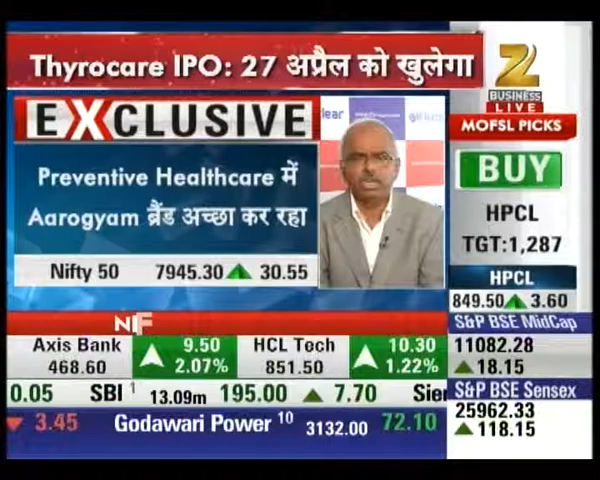 Thyrocare IPO: 27 अप्रैल को खुलेगा
Z
BUSINESS
LIVE
EXCLUSIVE
Preventive Healthcare में
Aarogyam ब्रैंड अच्छा कर रहा
Nifty 50 7945.30 30.55
MOFSL PICKS
BUY
HPCL
TGT:1,287
HPCL
849.50 3.60
S&P BSE MidCap
11082.28
18.15
S&P BSE Sensex
25962.33
118.15
Axis Bank 9.50
468.60 2.07%
HCL Tech 10.30
851.50 1.22%
0.05 SBI 1 13.09m 195.00 7.70 Sie
3.45 Godawari Power 10 3132.00 72.10